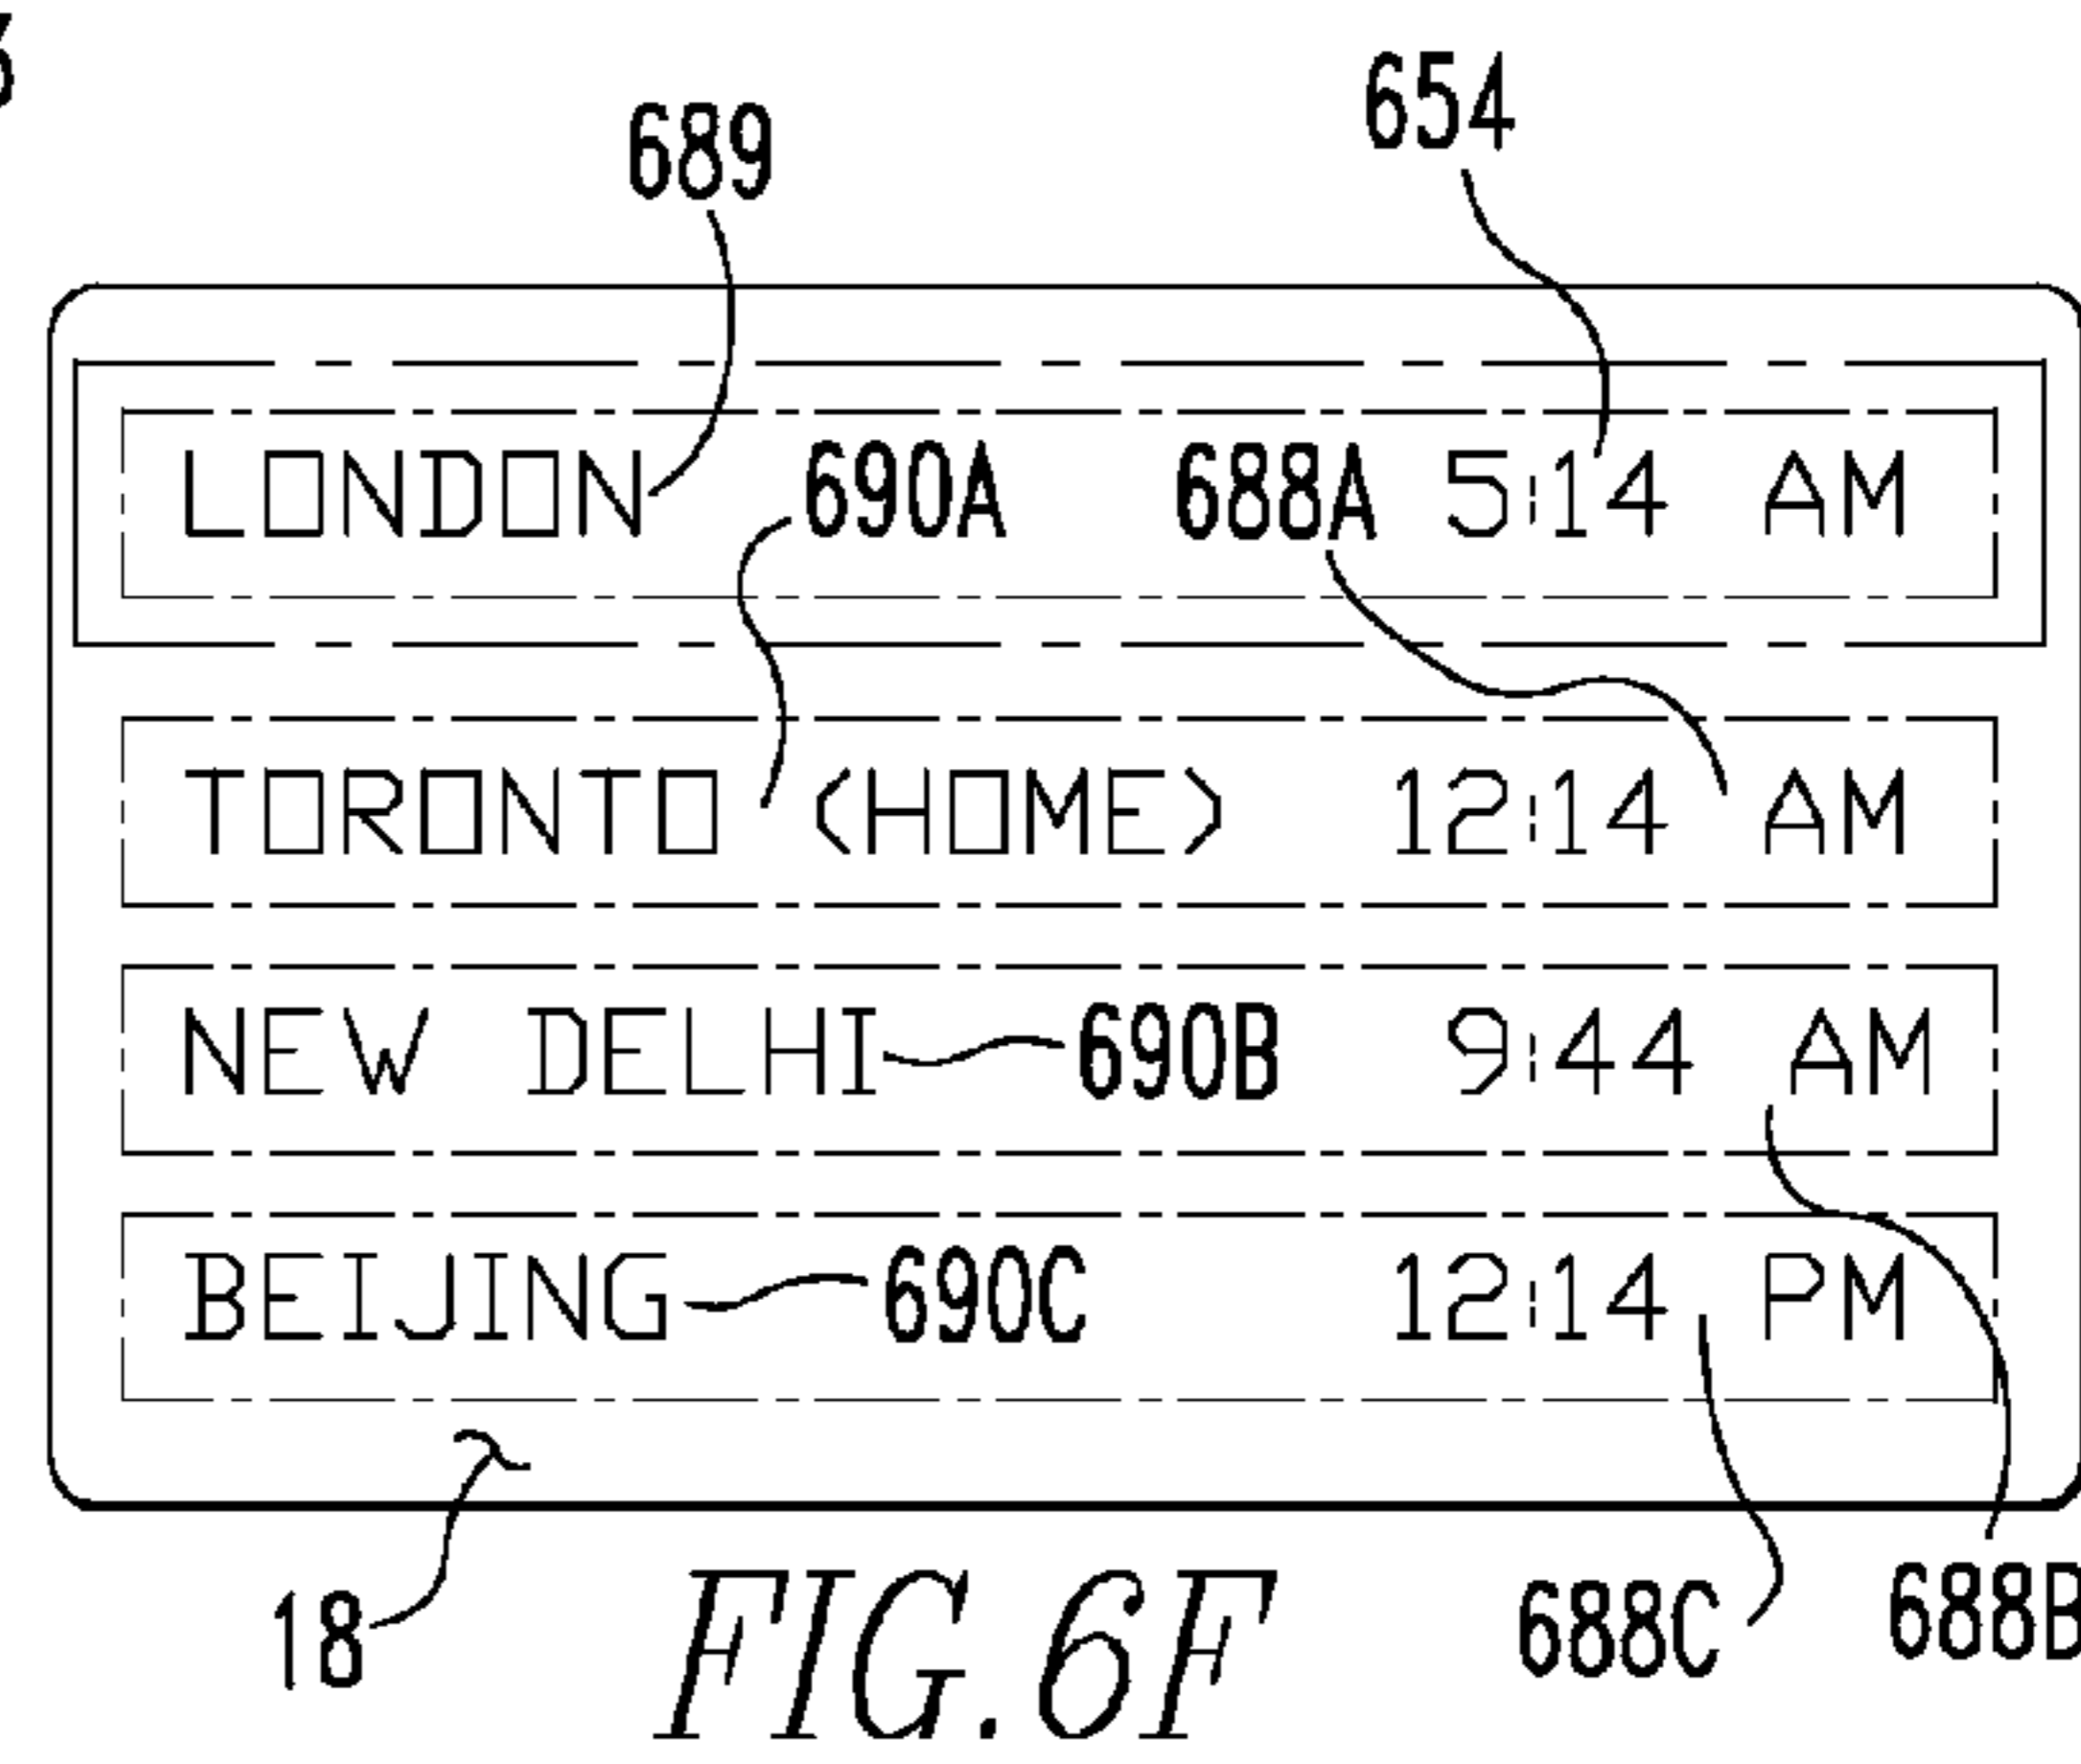 689 654
LONDON 690A 688A 5:14 AM
TORONTO (HOME) 12:14 AM
NEW DELHI 690B 9:44 AM
BEIJING 690C 12:14 PM
18 688C 688B
FIG.6F